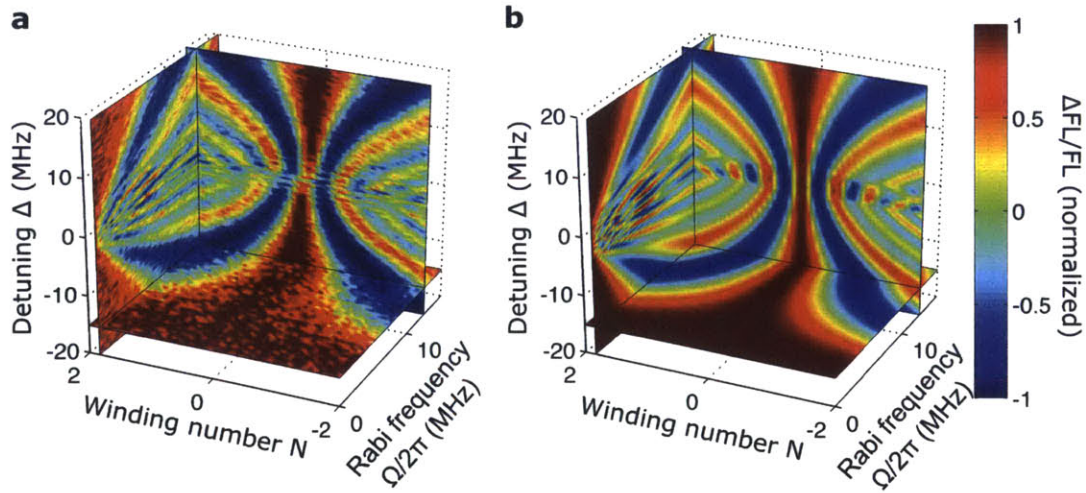 a
b
20
10
0
-10
-20
Detuning Δ (MHz)
2
0
-2
Winding number N
0
10
Rabi frequency
Ω/2π (MHz)
20
10
0
-10
-20
Detuning Δ (MHz)
2
0
-2
Winding number N
0
10
Rabi frequency
Ω/2π (MHz)
1
0.5
0
-0.5
-1
ΔFL/FL (normalized)